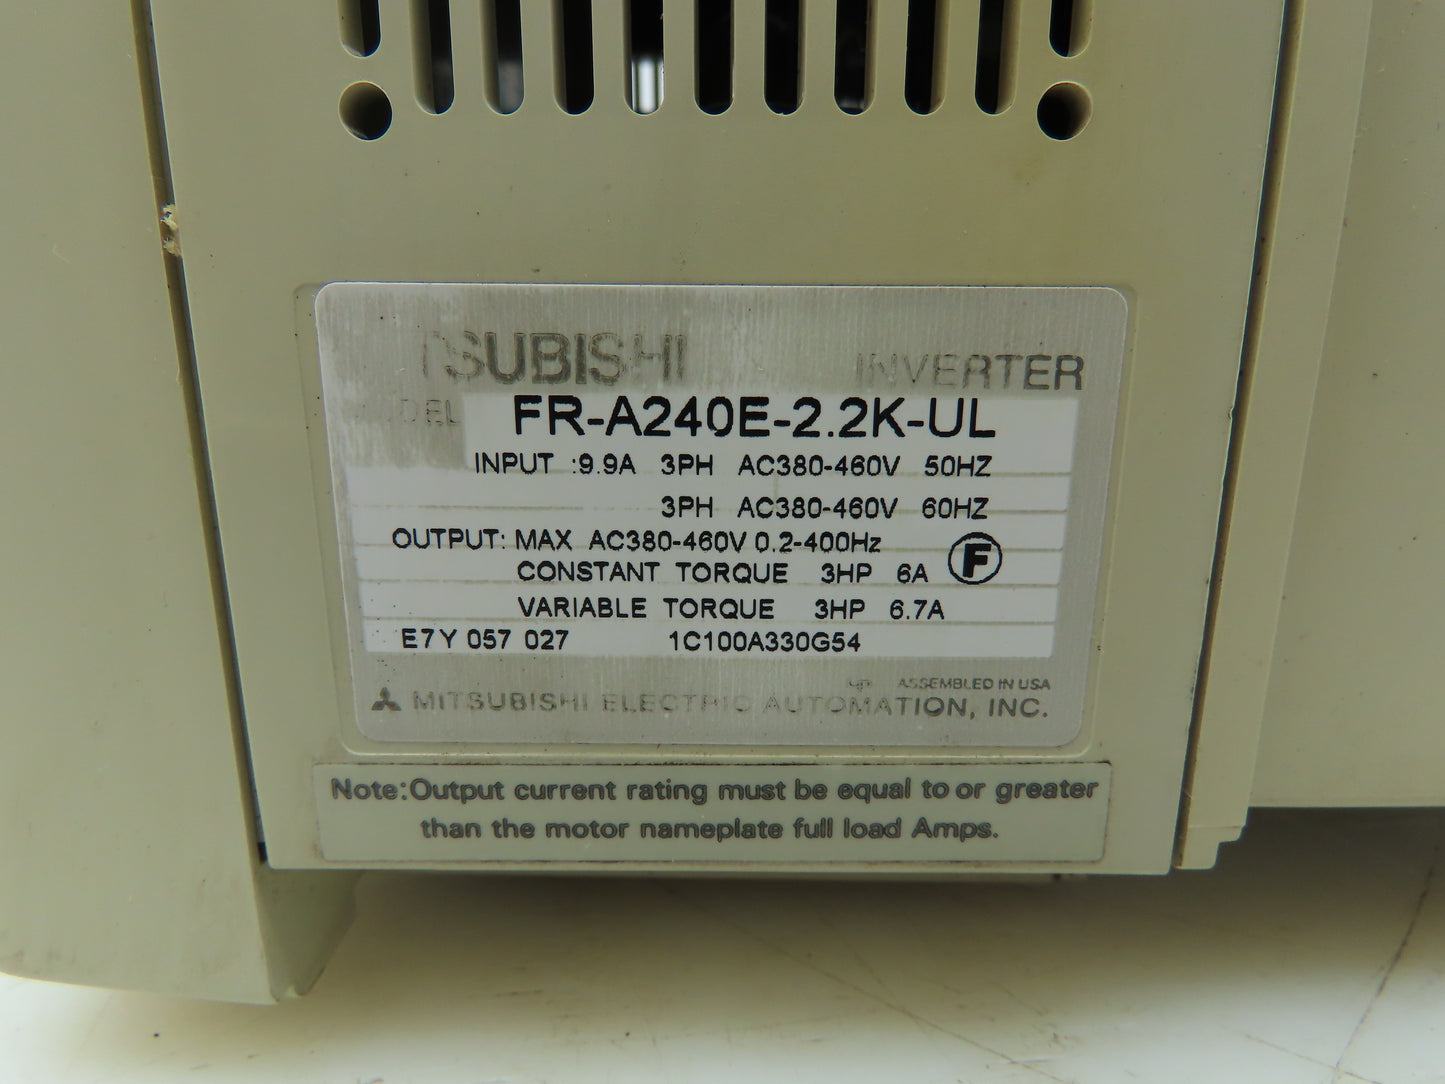 MITSUBISHI INVERTER
MODEL FR-A240E-2.2K-UL
INPUT :9.9A 3PH AC380-460V 50HZ
3PH AC380-460V 60HZ
OUTPUT: MAX AC380-460V 0.2-400Hz
F
CONSTANT TORQUE 3HP 6A
VARIABLE TORQUE 3HP 6.7A
E7Y 057 027 1C100A330G54
ASSEMBLED IN USA
MITSUBISHI ELECTRIC AUTOMATION, INC.
Note:Output current rating must be equal to or greater
than the motor nameplate full load Amps.